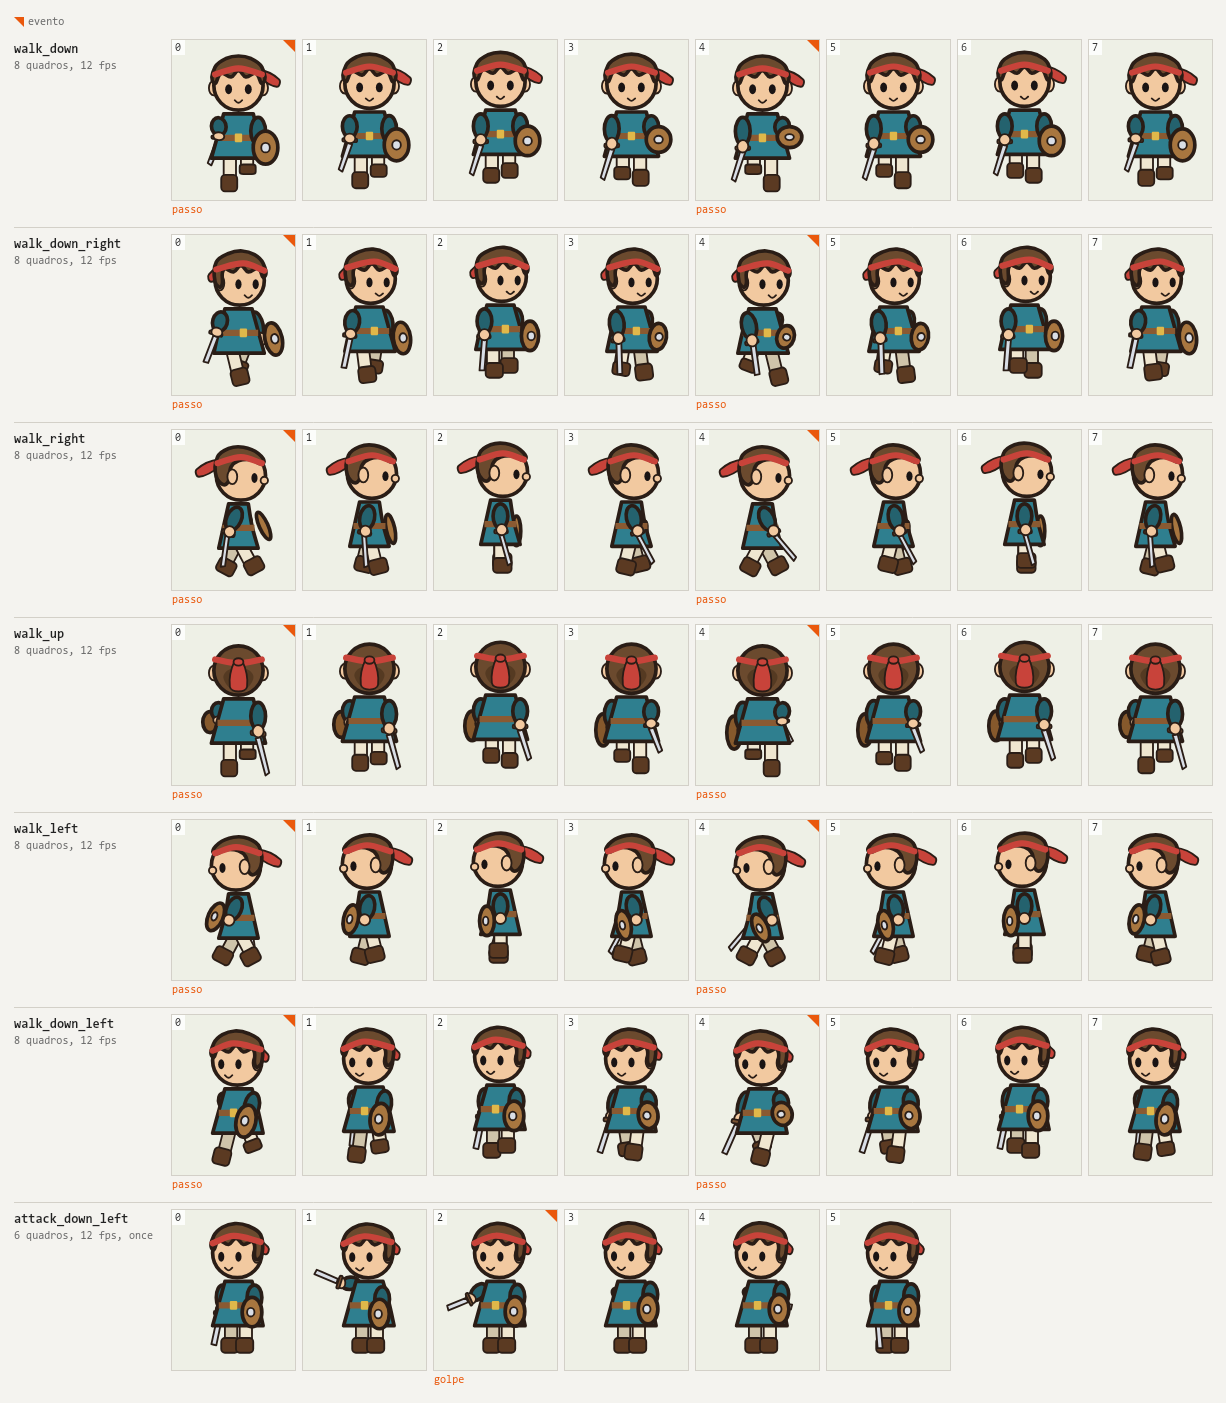 evento
walk_down
8 quadros, 12 fps
0 1 2 3 4 5 6 7
passo passo
walk_down_right
8 quadros, 12 fps
0 1 2 3 4 5 6 7
passo passo
walk_right
8 quadros, 12 fps
0 1 2 3 4 5 6 7
passo passo
walk_up
8 quadros, 12 fps
0 1 2 3 4 5 6 7
passo passo
walk_left
8 quadros, 12 fps
0 1 2 3 4 5 6 7
passo passo
walk_down_left
8 quadros, 12 fps
0 1 2 3 4 5 6 7
passo passo
attack_down_left
6 quadros, 12 fps, once
0 1 2 3 4 5
golpe